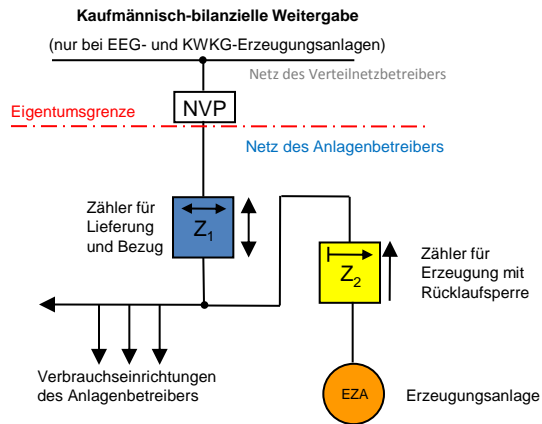 Kaufmännisch-bilanzielle Weitergabe
(nur bei EEG- und KWKG-Erzeugungsanlagen)
Netz des Verteilnetzbetreibers
NVP
Eigentumsgrenze
Netz des Anlagenbetreibers
Zähler für
Lieferung
und Bezug
Z1
Z2
Zähler für
Erzeugung mit
Rücklaufsperre
Verbrauchseinrichtungen
des Anlagenbetreibers
EZA
Erzeugungsanlage